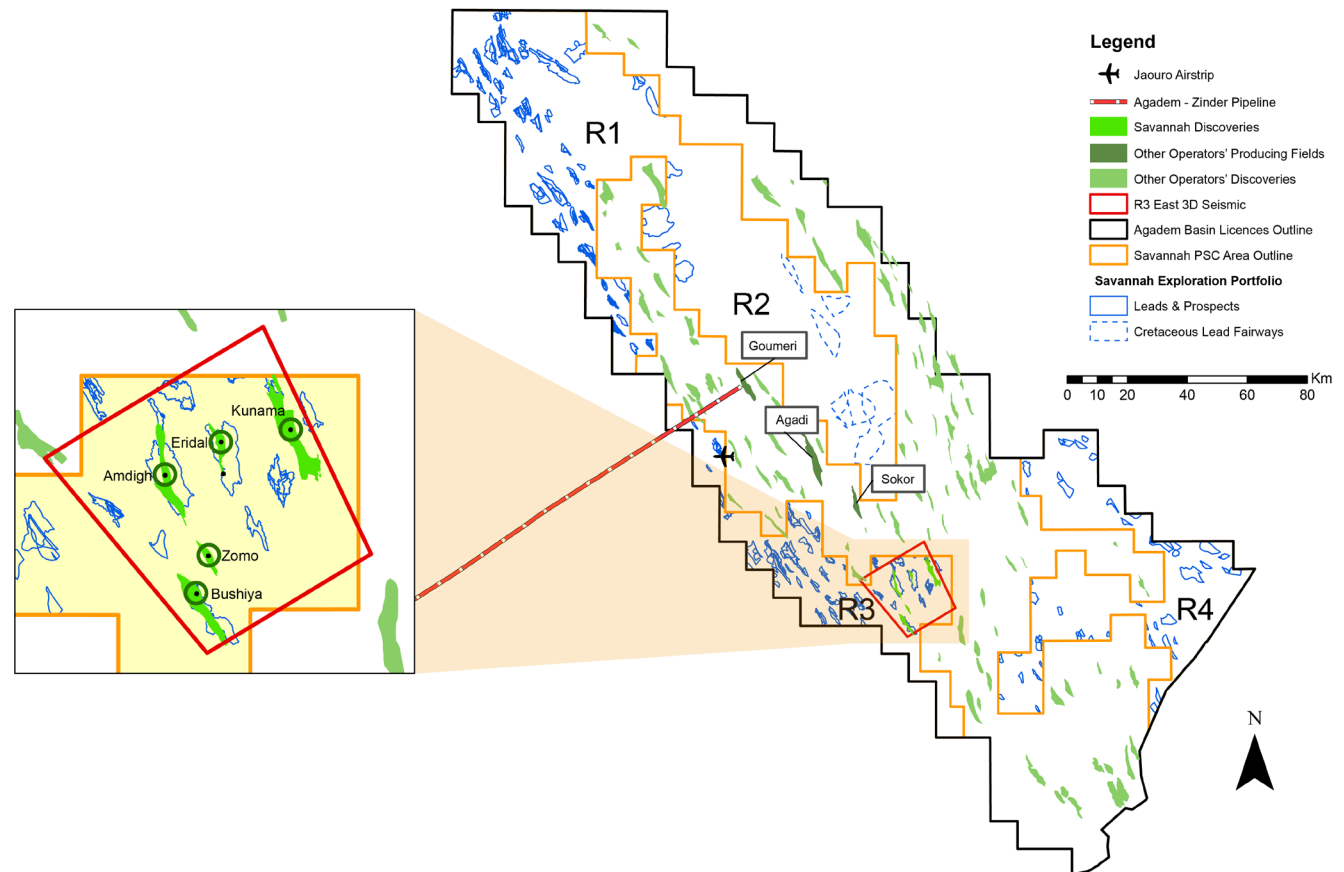 Legend
Jaouro Airstrip
Agadem - Zinder Pipeline
Savannah Discoveries
Other Operators' Producing Fields
Other Operators' Discoveries
R3 East 3D Seismic
Agadem Basin Licences Outline
Savannah PSC Area Outline
Savannah Exploration Portfolio
Leads & Prospects
Cretaceous Lead Fairways
Km
0 10 20 40 60 80
R1
R2
Goumeri
Agadi
Sokor
R3
R4
Kunama
Eridal
Amdigh
Zomo
Bushiya
N